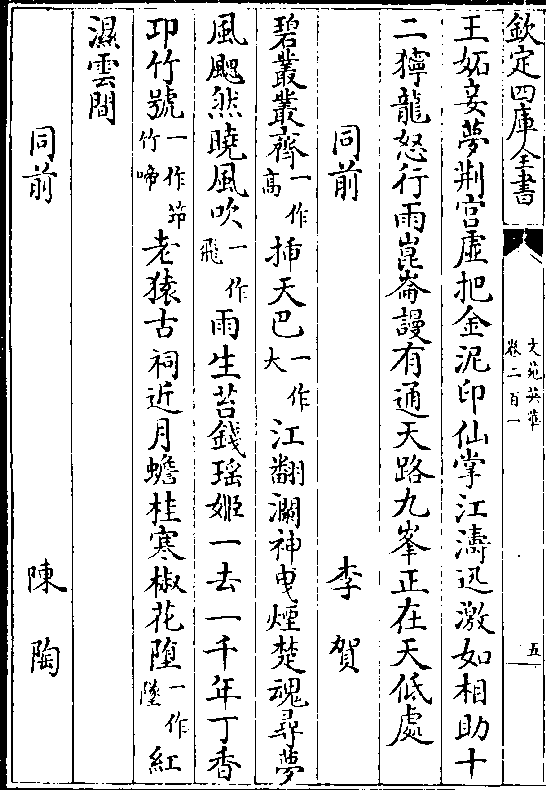 欽定四庫全書
文苑英華
卷二百一
五
王妬妾夢荆宫虚把金泥印仙掌江濤迅激如相助十
二獰龍怒行雨崑崙謾有通天路九峯正在天低處
同前　李賀
碧叢叢齊一作高揷天巴一作大江翻瀾神曳煙楚魂尋夢
風颸然曉風吹一作飛雨生苔錢瑶姬一去一千年丁香
卭竹號一作笻竹啼老猿古祠近月蟾桂寒椒花墮一作墜紅
濕雲間
同前　陳陶